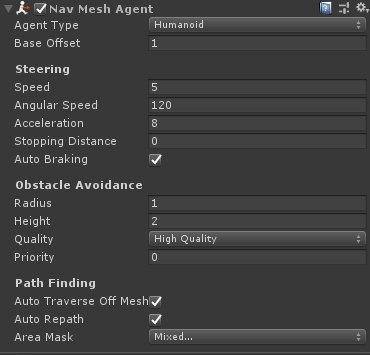 Nav Mesh Agent
Agent Type Humanoid
Base Offset 1
Steering
Speed 5
Angular Speed 120
Acceleration 8
Stopping Distance 0
Auto Braking
Obstacle Avoidance
Radius 1
Height 2
Quality High Quality
Priority 0
Path Finding
Auto Traverse Off Mesh
Auto Repath
Area Mask Mixed...